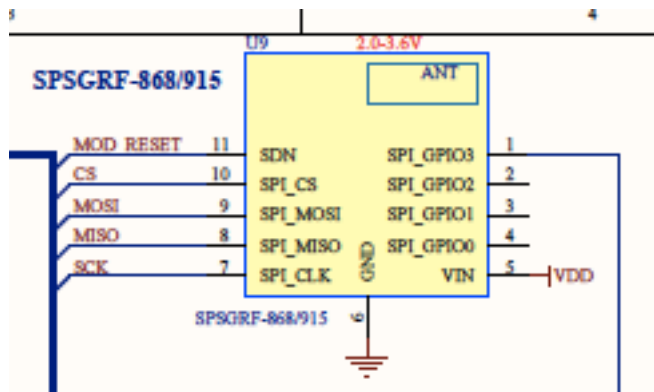 3 4
U9 2.0-3.6V
SPSGRF-868/915 ANT
MOD_RESET 11 SDN SPI_GPIO3 1
CS 10 SPI_CS SPI_GPIO2 2
MOSI 9 SPI_MOSI SPI_GPIO1 3
MISO 8 SPI_MISO SPI_GPIO0 4
SCK 7 SPI_CLK GND VIN 5 VDD
SPSGRF-868/915 6